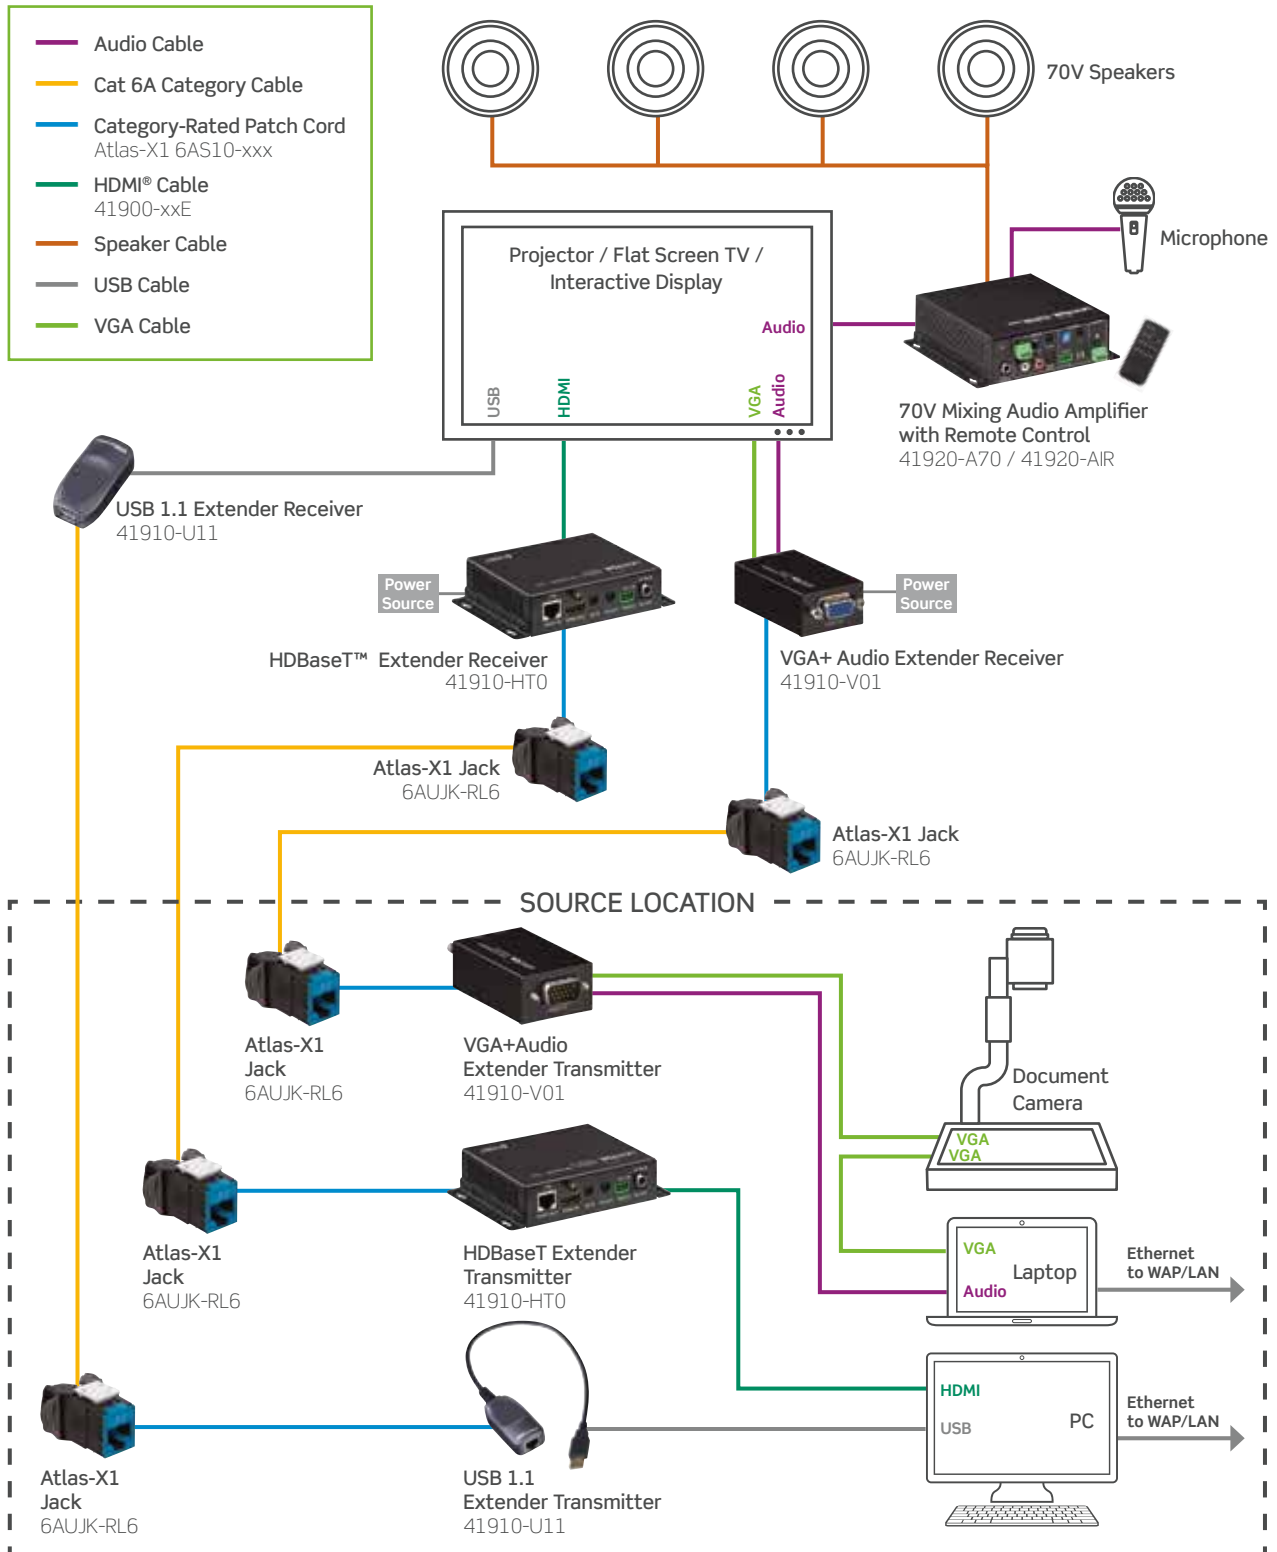 Audio Cable
Cat 6A Category Cable
Category-Rated Patch Cord
Atlas-X1 6AS10-xxx
HDMI® Cable
41900-xxE
Speaker Cable
USB Cable
VGA Cable
70V Speakers
Microphone
Projector / Flat Screen TV /
Interactive Display
Audio
USB
HDMI
VGA
Audio
70V Mixing Audio Amplifier
with Remote Control
41920-A70 / 41920-AIR
USB 1.1 Extender Receiver
41910-U11
Power
Source
Power
Source
HDBaseT™ Extender Receiver
41910-HT0
VGA+ Audio Extender Receiver
41910-V01
Atlas-X1 Jack
6AUJK-RL6
Atlas-X1 Jack
6AUJK-RL6
SOURCE LOCATION
Atlas-X1
Jack
6AUJK-RL6
VGA+Audio
Extender Transmitter
41910-V01
Document
Camera
VGA
VGA
Atlas-X1
Jack
6AUJK-RL6
HDBaseT Extender
Transmitter
41910-HT0
VGA
Laptop
Audio
Ethernet
to WAP/LAN
HDMI
USB
PC
Ethernet
to WAP/LAN
Atlas-X1
Jack
6AUJK-RL6
USB 1.1
Extender Transmitter
41910-U11